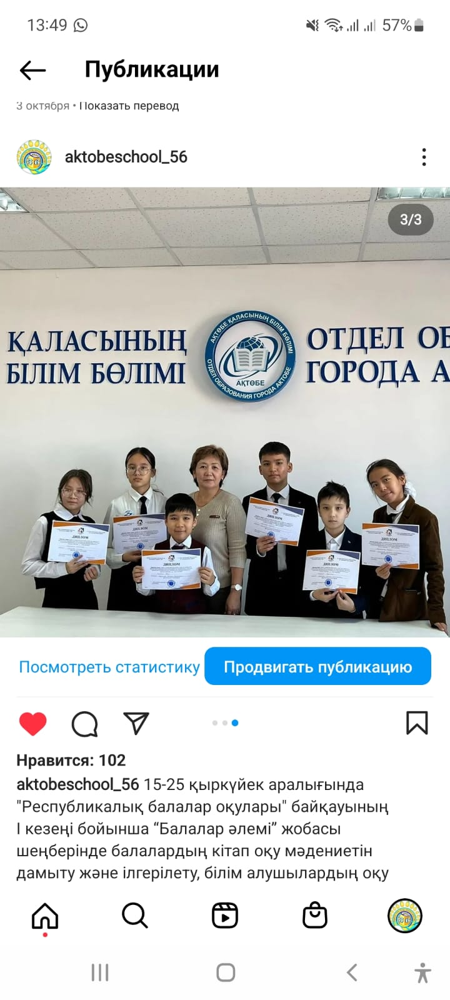 13:49
57%
Публикации
3 октября • Показать перевод
aktobeschool_56
3/3
ҚАЛАСЫНЫҢ
БІЛІМ БӨЛІМІ
АҚТӨБЕ ҚАЛАСЫНЫҢ БІЛІМ БӨЛІМІ
АҚТӨБЕ
ОТДЕЛ ОБРАЗОВАНИЯ ГОРОДА АКТОБЕ
ОТДЕЛ ОБ
ГОРОДА А
ДИПЛОМ
ДИПЛОМ
ДИПЛОМ
ДИПЛОМ
ДИПЛОМ
ДИПЛОМ
Посмотреть статистику
Продвигать публикацию
Нравится: 102
aktobeschool_56 15-25 қыркүйек аралығында
"Республикалық балалар оқулары" байқауының
I кезеңі бойынша “Балалар әлемі” жобасы
шеңберінде балалардың кітап оқу мәдениетін
дамыту және ілгерілету, білім алушылардың оқу